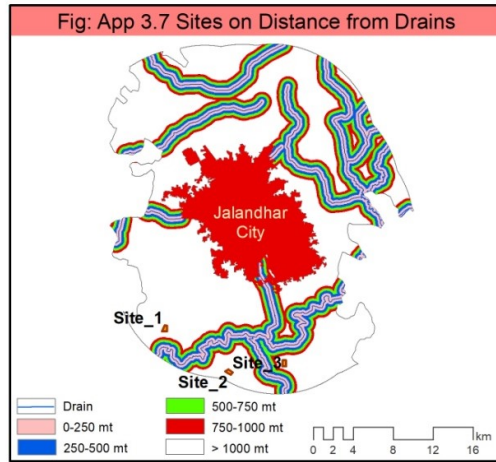 Fig: App 3.7 Sites on Distance from Drains
Jalandhar
City
Site_1
Site_2
Site_3
Drain
0-250 mt
250-500 mt
500-750 mt
750-1000 mt
> 1000 mt
km
0 2 4 8 12 16